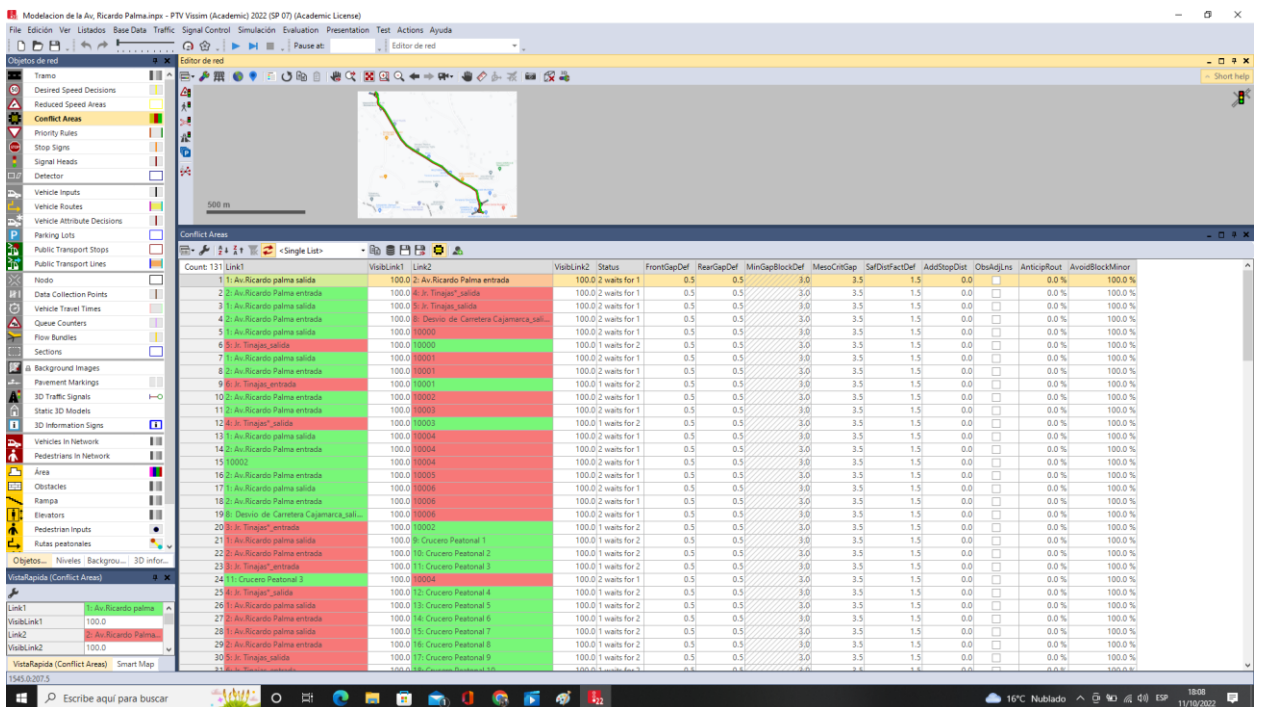 Modelacion de la Av, Ricardo Palma.inpx - PTV Vissim (Academic) 2022 (SP 07) (Academic License)
File Edición Ver Listados Base Data Traffic Signal Control Simulación Evaluation Presentation Test Actions Ayuda
Pause at: Editor de red
Objetos de red
Tramo
Desired Speed Decisions
Reduced Speed Areas
Conflict Areas
Priority Rules
Stop Signs
Signal Heads
Detector
Vehicle Inputs
Vehicle Routes
Vehicle Attribute Decisions
Parking Lots
Public Transport Stops
Public Transport Lines
Nodo
Data Collection Points
Vehicle Travel Times
Queue Counters
Flow Bundles
Sections
Background Images
Pavement Markings
3D Traffic Signals
Static 3D Models
3D Information Signs
Vehicles In Network
Pedestrians In Network
Área
Obstacles
Rampa
Elevators
Pedestrian Inputs
Rutas peatonales
Objetos... Niveles Backgrou... 3D infor...
VistaRapida (Conflict Areas)
Link1 1: Av.Ricardo palma
VisibLink1 100.0
Link2 2: Av.Ricardo Palma...
VisibLink2 100.0
VistaRapida (Conflict Areas) Smart Map
1545.0:207.5
Editor de red
Short help
500 m
Conflict Areas
<Single List>
Count: 131 Link1 VisibLink1 Link2 VisibLink2 Status FrontGapDef RearGapDef MinGapBlockDef MesoCritGap SafDistFactDef AddStopDist ObsAdjLns AnticipRout AvoidBlockMinor
1 1: Av.Ricardo palma salida 100.0 2: Av.Ricardo Palma entrada 100.0 2 waits for 1 0.5 0.5 3.0 3.5 1.5 0.0 0.0 % 100.0 %
2 2: Av.Ricardo Palma entrada 100.0 4: Jr. Tinajas"_salida 100.0 2 waits for 1 0.5 0.5 3.0 3.5 1.5 0.0 0.0 % 100.0 %
3 1: Av.Ricardo palma salida 100.0 5: Jr. Tinajas_salida 100.0 2 waits for 1 0.5 0.5 3.0 3.5 1.5 0.0 0.0 % 100.0 %
4 2: Av.Ricardo Palma entrada 100.0 8: Desvio de Carretera Cajamarca_sali... 100.0 2 waits for 1 0.5 0.5 3.0 3.5 1.5 0.0 0.0 % 100.0 %
5 1: Av.Ricardo palma salida 100.0 10000 100.0 2 waits for 1 0.5 0.5 3.0 3.5 1.5 0.0 0.0 % 100.0 %
6 5: Jr. Tinajas_salida 100.0 10000 100.0 1 waits for 2 0.5 0.5 3.0 3.5 1.5 0.0 0.0 % 100.0 %
7 1: Av.Ricardo palma salida 100.0 10001 100.0 2 waits for 1 0.5 0.5 3.0 3.5 1.5 0.0 0.0 % 100.0 %
8 2: Av.Ricardo Palma entrada 100.0 10001 100.0 2 waits for 1 0.5 0.5 3.0 3.5 1.5 0.0 0.0 % 100.0 %
9 6: Jr. Tinajas_entrada 100.0 10001 100.0 1 waits for 2 0.5 0.5 3.0 3.5 1.5 0.0 0.0 % 100.0 %
10 2: Av.Ricardo Palma entrada 100.0 10002 100.0 2 waits for 1 0.5 0.5 3.0 3.5 1.5 0.0 0.0 % 100.0 %
11 2: Av.Ricardo Palma entrada 100.0 10003 100.0 2 waits for 1 0.5 0.5 3.0 3.5 1.5 0.0 0.0 % 100.0 %
12 4: Jr. Tinajas"_salida 100.0 10003 100.0 1 waits for 2 0.5 0.5 3.0 3.5 1.5 0.0 0.0 % 100.0 %
13 1: Av.Ricardo palma salida 100.0 10004 100.0 2 waits for 1 0.5 0.5 3.0 3.5 1.5 0.0 0.0 % 100.0 %
14 2: Av.Ricardo Palma entrada 100.0 10004 100.0 2 waits for 1 0.5 0.5 3.0 3.5 1.5 0.0 0.0 % 100.0 %
15 10002 100.0 10004 100.0 2 waits for 1 0.5 0.5 3.0 3.5 1.5 0.0 0.0 % 100.0 %
16 2: Av.Ricardo Palma entrada 100.0 10005 100.0 2 waits for 1 0.5 0.5 3.0 3.5 1.5 0.0 0.0 % 100.0 %
17 1: Av.Ricardo palma salida 100.0 10006 100.0 2 waits for 1 0.5 0.5 3.0 3.5 1.5 0.0 0.0 % 100.0 %
18 2: Av.Ricardo Palma entrada 100.0 10006 100.0 2 waits for 1 0.5 0.5 3.0 3.5 1.5 0.0 0.0 % 100.0 %
19 8: Desvio de Carretera Cajamarca_sali... 100.0 10006 100.0 2 waits for 1 0.5 0.5 3.0 3.5 1.5 0.0 0.0 % 100.0 %
20 3: Jr. Tinajas"_entrada 100.0 10002 100.0 1 waits for 2 0.5 0.5 3.0 3.5 1.5 0.0 0.0 % 100.0 %
21 1: Av.Ricardo palma salida 100.0 9: Crucero Peatonal 1 100.0 1 waits for 2 0.5 0.5 3.0 3.5 1.5 0.0 0.0 % 100.0 %
22 2: Av.Ricardo Palma entrada 100.0 10: Crucero Peatonal 2 100.0 1 waits for 2 0.5 0.5 3.0 3.5 1.5 0.0 0.0 % 100.0 %
23 3: Jr. Tinajas"_entrada 100.0 11: Crucero Peatonal 3 100.0 1 waits for 2 0.5 0.5 3.0 3.5 1.5 0.0 0.0 % 100.0 %
24 11: Crucero Peatonal 3 100.0 10004 100.0 2 waits for 1 0.5 0.5 3.0 3.5 1.5 0.0 0.0 % 100.0 %
25 4: Jr. Tinajas"_salida 100.0 12: Crucero Peatonal 4 100.0 1 waits for 2 0.5 0.5 3.0 3.5 1.5 0.0 0.0 % 100.0 %
26 1: Av.Ricardo palma salida 100.0 13: Crucero Peatonal 5 100.0 1 waits for 2 0.5 0.5 3.0 3.5 1.5 0.0 0.0 % 100.0 %
27 2: Av.Ricardo Palma entrada 100.0 14: Crucero Peatonal 6 100.0 1 waits for 2 0.5 0.5 3.0 3.5 1.5 0.0 0.0 % 100.0 %
28 1: Av.Ricardo palma salida 100.0 15: Crucero Peatonal 7 100.0 1 waits for 2 0.5 0.5 3.0 3.5 1.5 0.0 0.0 % 100.0 %
29 2: Av.Ricardo Palma entrada 100.0 16: Crucero Peatonal 8 100.0 1 waits for 2 0.5 0.5 3.0 3.5 1.5 0.0 0.0 % 100.0 %
30 5: Jr. Tinajas_salida 100.0 17: Crucero Peatonal 9 100.0 1 waits for 2 0.5 0.5 3.0 3.5 1.5 0.0 0.0 % 100.0 %
Escribe aquí para buscar
16°C Nublado ESP 18:08
11/10/2022